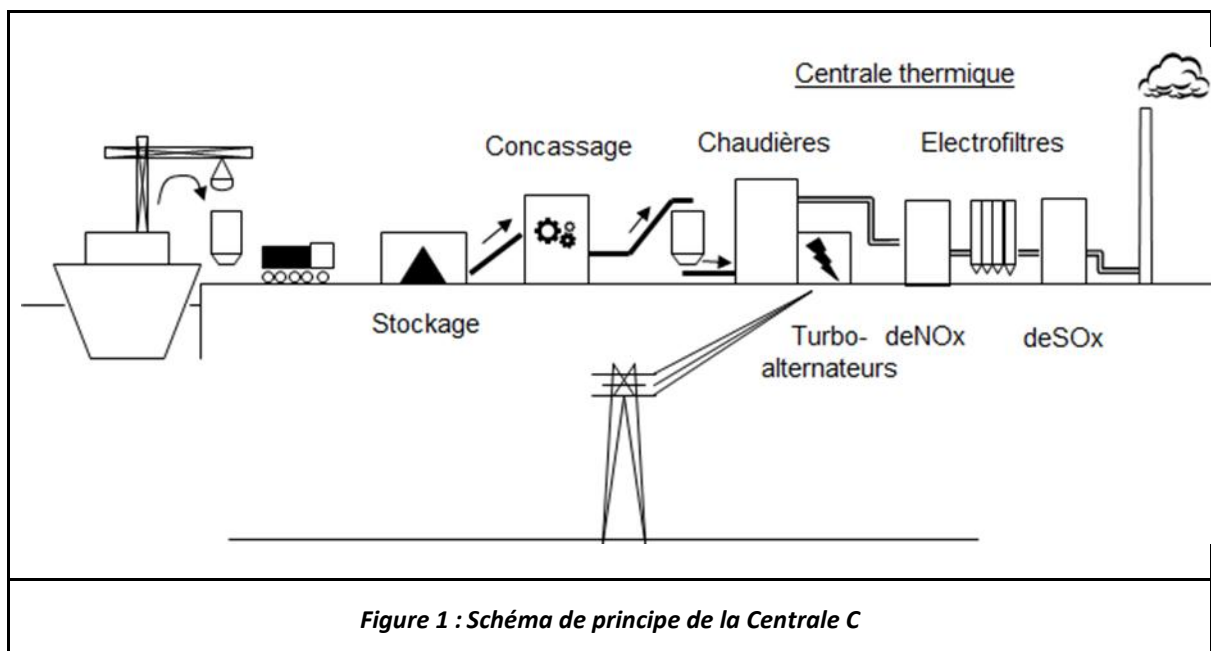 Centrale thermique
Concassage
Chaudières
Electrofiltres
Stockage
Turbo-
alternateurs
deNOx
deSOx
Figure 1 : Schéma de principe de la Centrale C